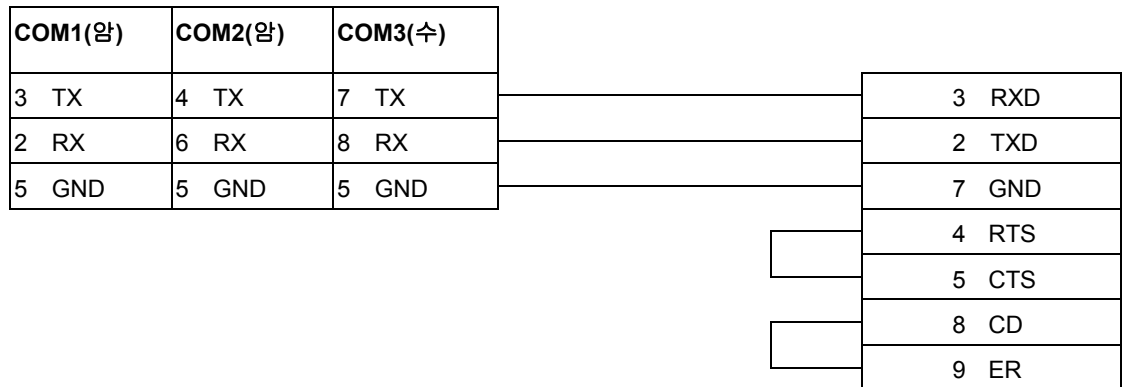 COM1(암) COM2(암) COM3(수)
3 TX 4 TX 7 TX 3 RXD
2 RX 6 RX 8 RX 2 TXD
5 GND 5 GND 5 GND 7 GND
4 RTS
5 CTS
8 CD
9 ER